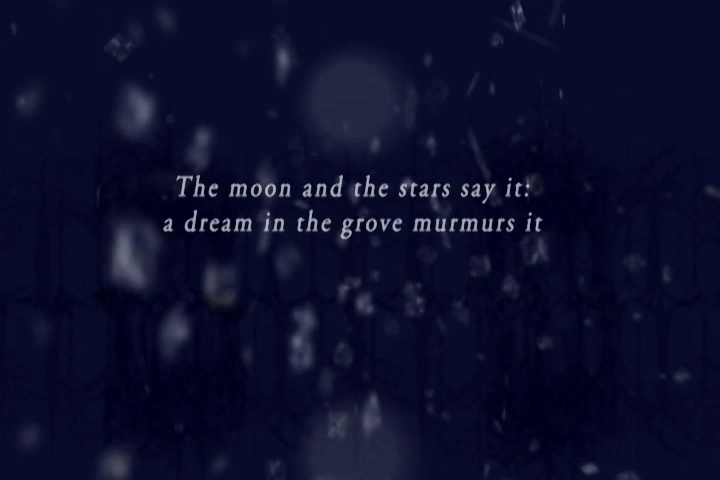 The moon and the stars say it:
a dream in the grove murmurs it